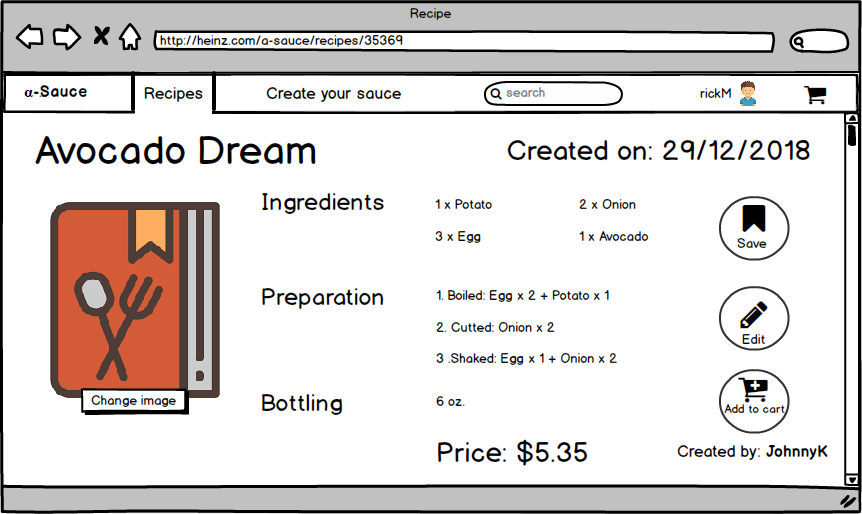 Recipe
http://heinz.com/a-sauce/recipes/35369
α-Sauce
Recipes
Create your sauce
search
rickM
Avocado Dream
Created on: 29/12/2018
Ingredients
1 x Potato
2 x Onion
3 x Egg
1 x Avocado
Save
Preparation
1. Boiled: Egg x 2 + Potato x 1
2. Cutted: Onion x 2
3 .Shaked: Egg x 1 + Onion x 2
Edit
Change image
Bottling
6 oz.
Add to cart
Price: $5.35
Created by: JohnnyK